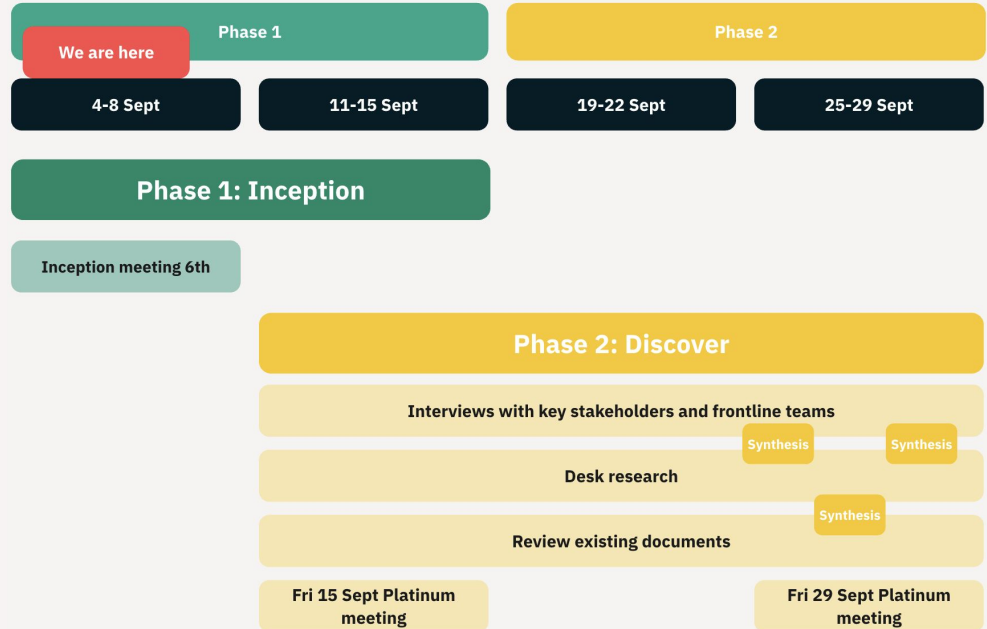 Phase 1
Phase 2
We are here
4-8 Sept
11-15 Sept
19-22 Sept
25-29 Sept
Phase 1: Inception
Inception meeting 6th
Phase 2: Discover
Interviews with key stakeholders and frontline teams
Synthesis
Synthesis
Desk research
Synthesis
Review existing documents
Fri 15 Sept Platinum
meeting
Fri 29 Sept Platinum
meeting